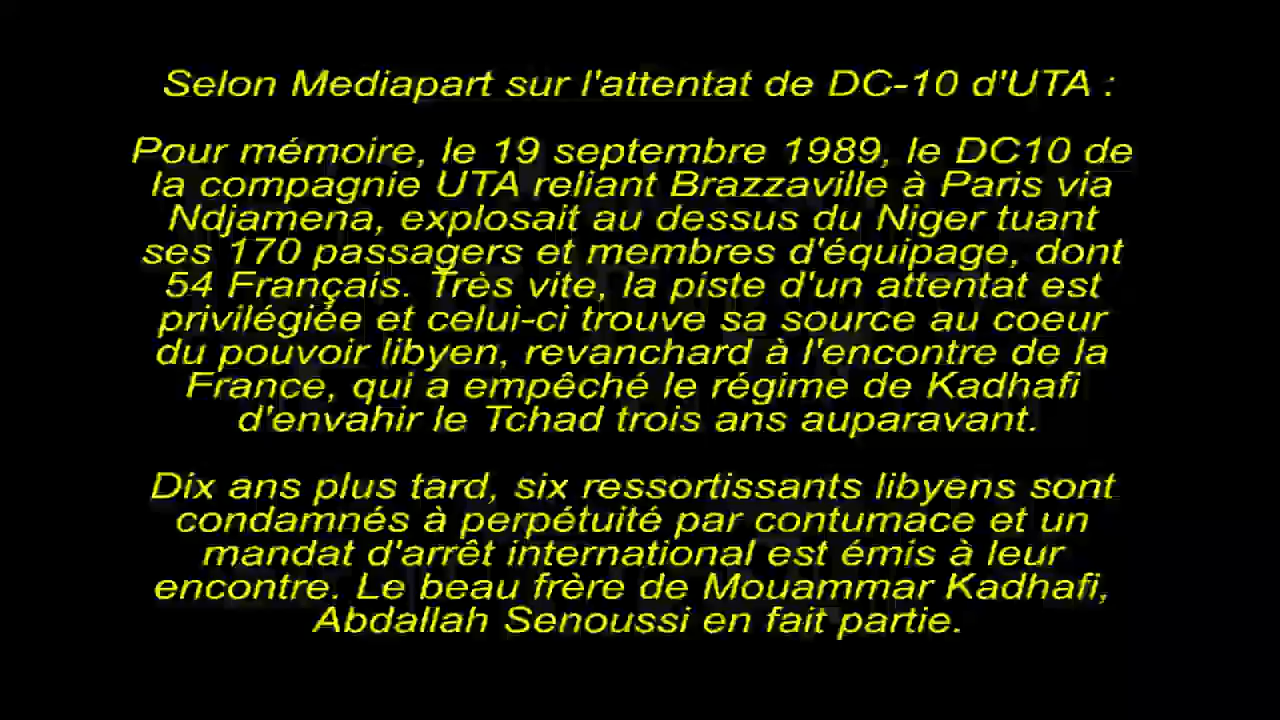 Selon Mediapart sur l'attentat de DC-10 d'UTA :
Pour mémoire, le 19 septembre 1989, le DC10 de
la compagnie UTA reliant Brazzaville à Paris via
Ndjamena, explosait au dessus du Niger tuant
ses 170 passagers et membres d'équipage, dont
54 Français. Très vite, la piste d'un attentat est
privilégiée et celui-ci trouve sa source au coeur
du pouvoir libyen, revanchard à l'encontre de la
France, qui a empêché le régime de Kadhafi
d'envahir le Tchad trois ans auparavant.
Dix ans plus tard, six ressortissants libyens sont
condamnés à perpétuité par contumace et un
mandat d'arrêt international est émis à leur
encontre. Le beau frère de Mouammar Kadhafi,
Abdallah Senoussi en fait partie.